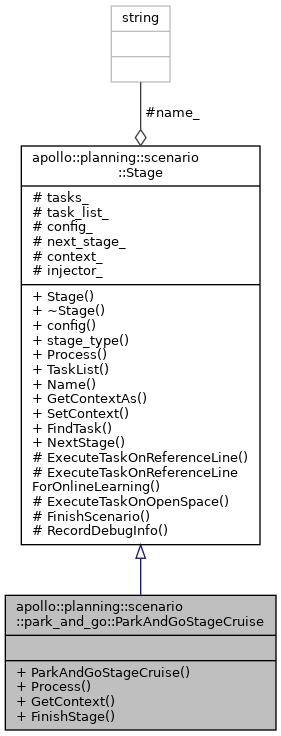 string
#name_
apollo::planning::scenario
::Stage
# tasks_
# task_list_
# config_
# next_stage_
# context_
# injector_
+ Stage()
+ ~Stage()
+ config()
+ stage_type()
+ Process()
+ TaskList()
+ Name()
+ GetContextAs()
+ SetContext()
+ FindTask()
+ NextStage()
# ExecuteTaskOnReferenceLine()
# ExecuteTaskOnReferenceLine
ForOnlineLearning()
# ExecuteTaskOnOpenSpace()
# FinishScenario()
# RecordDebugInfo()
apollo::planning::scenario
::park_and_go::ParkAndGoStageCruise
+ ParkAndGoStageCruise()
+ Process()
+ GetContext()
+ FinishStage()